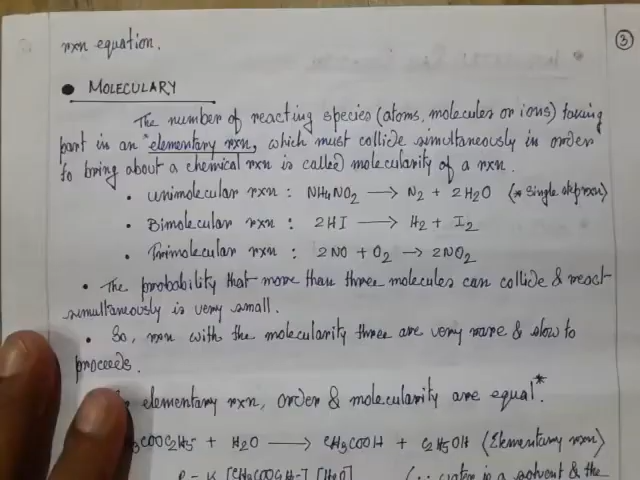 rxn equation.
3
• MOLECULARY
The number of reacting species (atoms, molecules or ions) taking
part in an *elementary rxn, which must collide simultaneously in order
to bring about a chemical rxn is called molecularity of a rxn.
• Unimolecular rxn : NH4NO2 ⟶ N2 + 2H2O (* single step rxn)
• Bimolecular rxn : 2HI ⟶ H2 + I2
• Trimolecular rxn : 2NO + O2 → 2NO2
• The probability that more than three molecules can collide & react
simultaneously is very small.
• So, rxn with the molecularity three are very rare & slow to
proceeds.
elementary rxn, order & molecularity are equal*.
COOC2H5 + H2O ⟶ CH3COOH + C2H5OH (Elementary rxn)
[H2O] (∵ water is a solvent & the